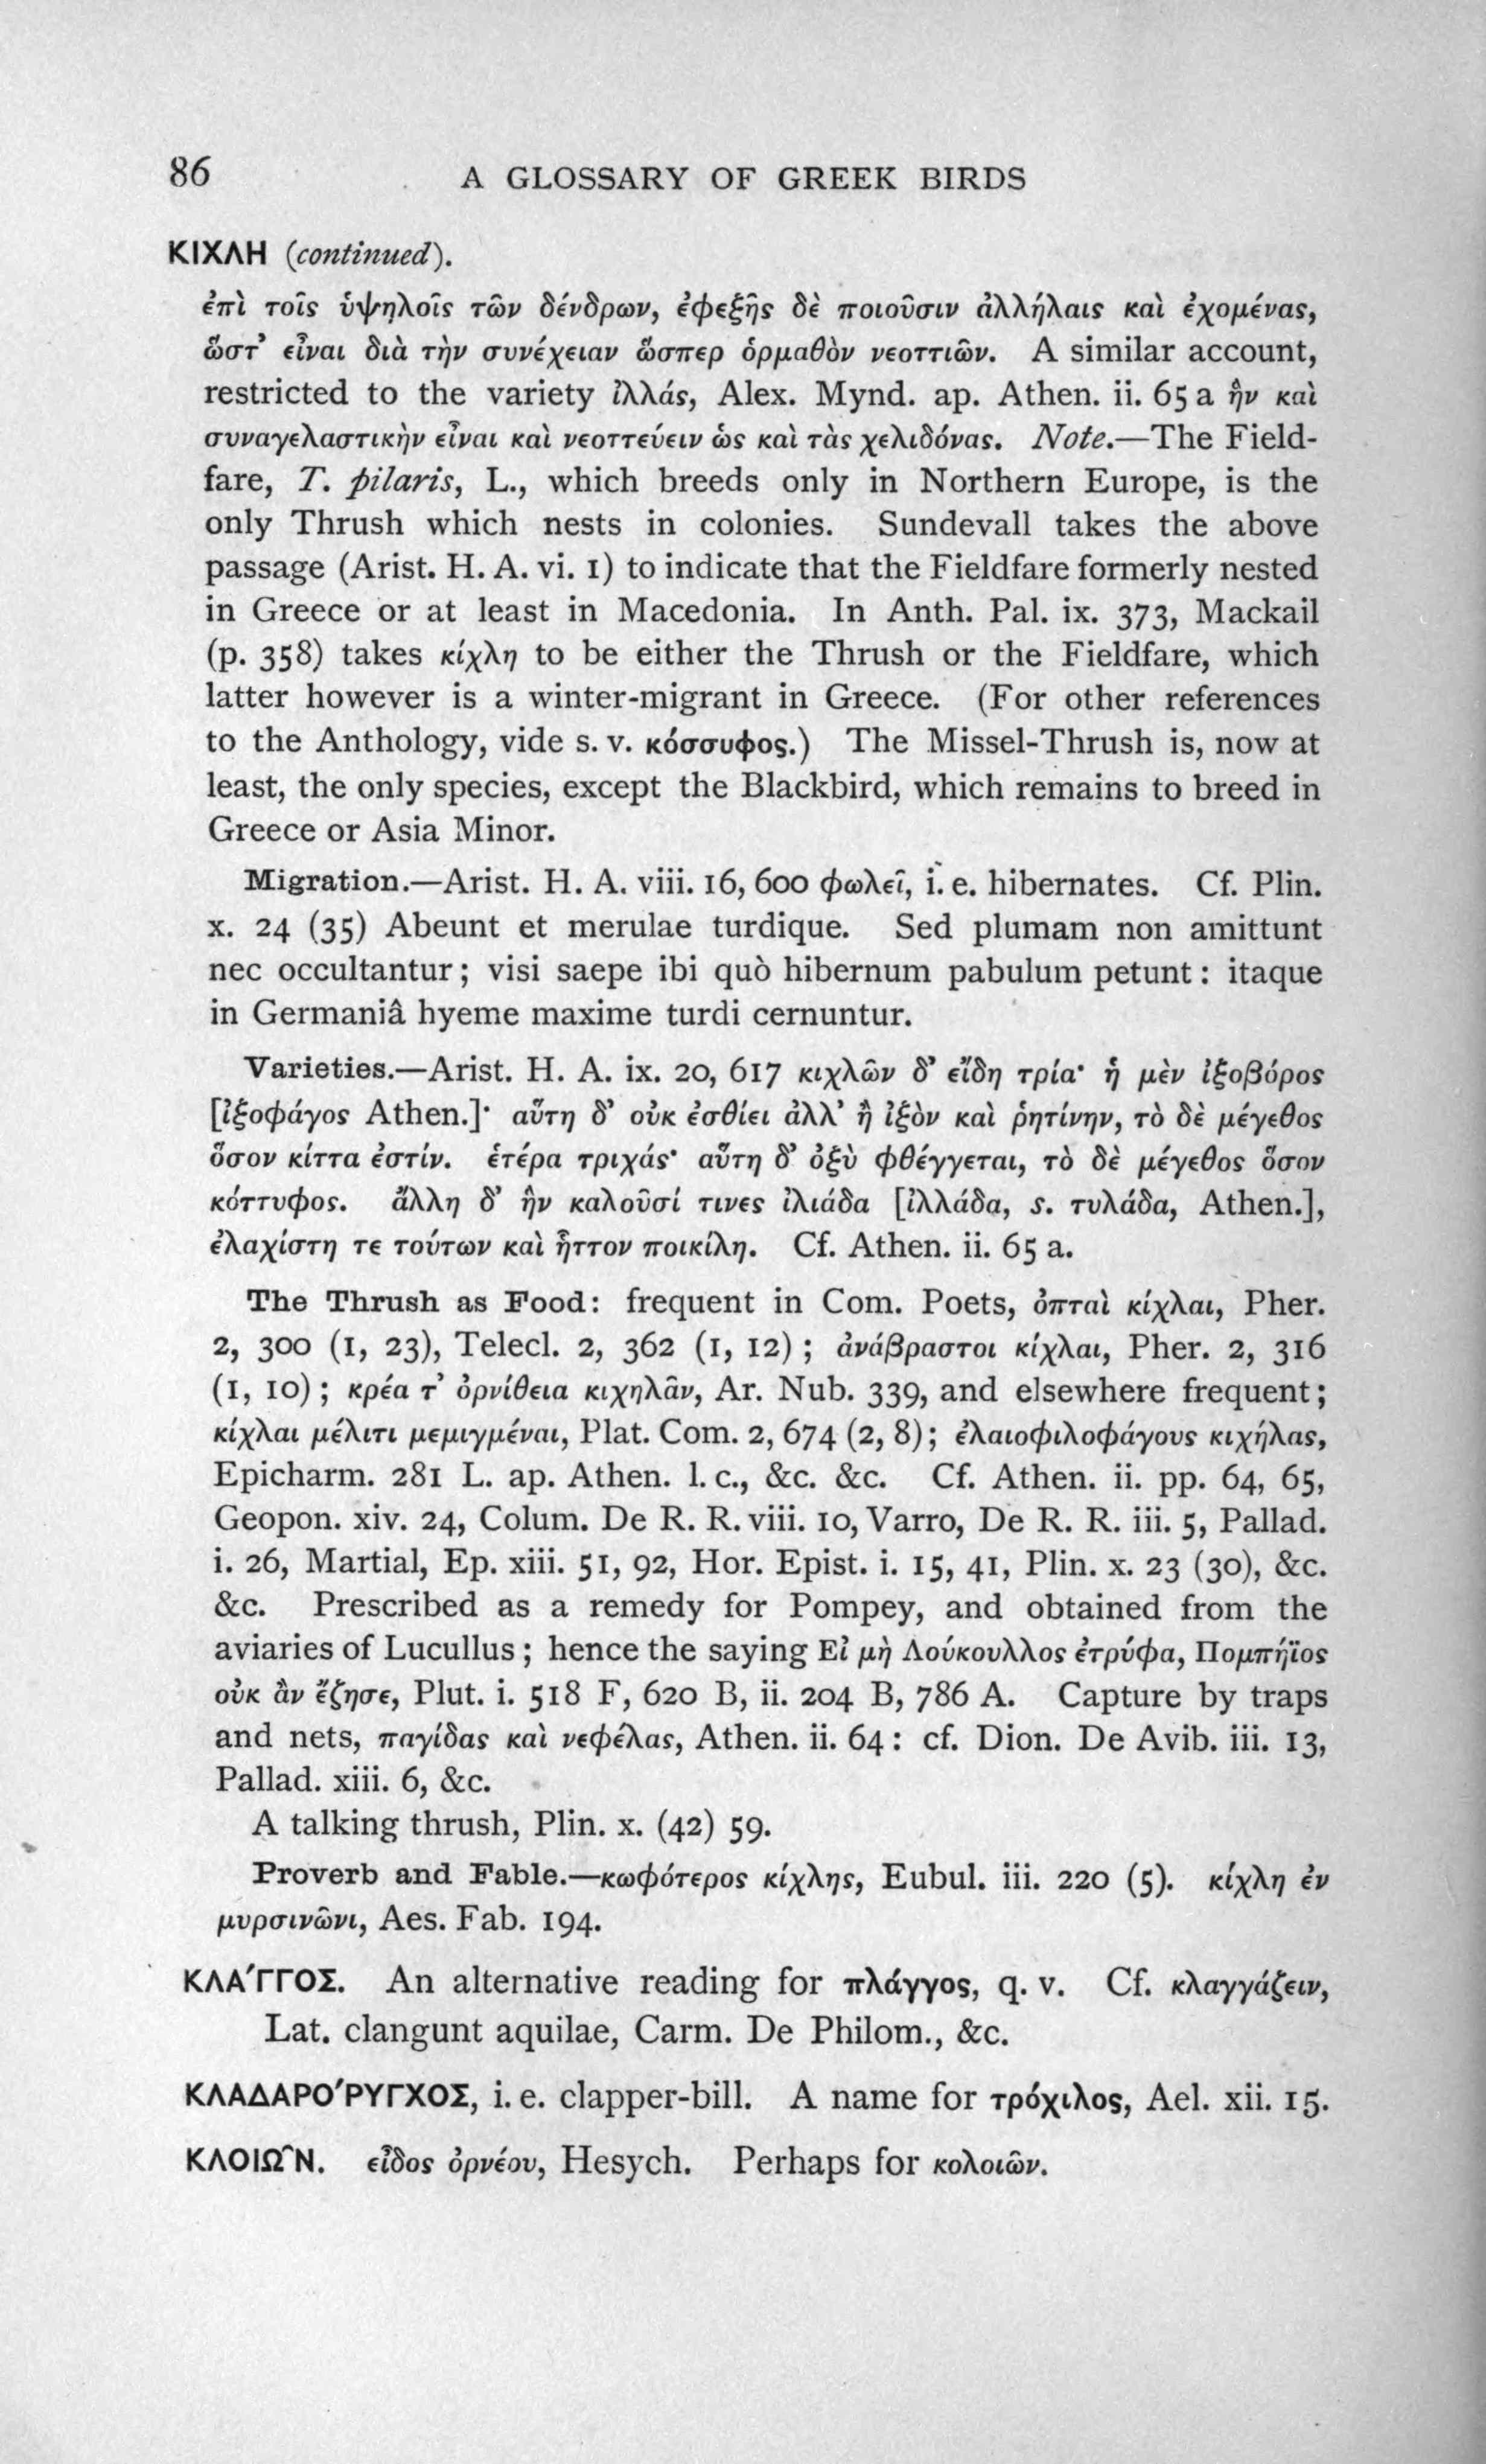 86 A GLOSSARY OF GREEK BIRDS
ΚΙΧΛΗ (continued).
ἐπὶ τοῖς ὑψηλοῖς τῶν δένδρων, ἐφεξῆς δὲ ποιοῦσιν ἀλλήλαις καὶ ἐχομένας,
ὥστ' εἶναι διὰ τὴν συνέχειαν ὥσπερ ὁρμαθὸν νεοττιῶν. A similar account,
restricted to the variety ἰλλάς, Alex. Mynd. ap. Athen. ii. 65 a ἣν καὶ
συναγελαστικὴν εἶναι καὶ νεοττεύειν ὡς καὶ τὰς χελιδόνας. Note.—The Field-
fare, T. pilaris, L., which breeds only in Northern Europe, is the
only Thrush which nests in colonies. Sundevall takes the above
passage (Arist. H. A. vi. 1) to indicate that the Fieldfare formerly nested
in Greece or at least in Macedonia. In Anth. Pal. ix. 373, Mackail
(p. 358) takes κίχλη to be either the Thrush or the Fieldfare, which
latter however is a winter-migrant in Greece. (For other references
to the Anthology, vide s. v. κόσσυφος.) The Missel-Thrush is, now at
least, the only species, except the Blackbird, which remains to breed in
Greece or Asia Minor.
Migration.—Arist. H. A. viii. 16, 600 φωλεῖ, i. e. hibernates. Cf. Plin.
x. 24 (35) Abeunt et merulae turdique. Sed plumam non amittunt
nec occultantur; visi saepe ibi quò hibernum pabulum petunt: itaque
in Germaniâ hyeme maxime turdi cernuntur.
Varieties.—Arist. H. A. ix. 20, 617 κιχλῶν δ' εἴδη τρία· ἡ μὲν ἰξοβόρος
[ἰξοφάγος Athen.]· αὕτη δ' οὐκ ἐσθίει ἀλλ' ἢ ἰξὸν καὶ ῥητίνην, τὸ δὲ μέγεθος
ὅσον κίττα ἐστίν. ἑτέρα τριχάς· αὕτη δ' ὀξὺ φθέγγεται, τὸ δὲ μέγεθος ὅσον
κόττυφος. ἄλλη δ' ἣν καλοῦσί τινες ἰλιάδα [ἰλλάδα, s. τυλάδα, Athen.],
ἐλαχίστη τε τούτων καὶ ἧττον ποικίλη. Cf. Athen. ii. 65 a.
The Thrush as Food: frequent in Com. Poets, ὀπταὶ κίχλαι, Pher.
2, 300 (1, 23), Telecl. 2, 362 (1, 12); ἀνάβραστοι κίχλαι, Pher. 2, 316
(1, 10); κρέα τ' ὀρνίθεια κιχηλᾶν, Ar. Nub. 339, and elsewhere frequent;
κίχλαι μέλιτι μεμιγμέναι, Plat. Com. 2, 674 (2, 8); ἐλαιοφιλοφάγους κιχήλας,
Epicharm. 281 L. ap. Athen. l. c., &c. &c. Cf. Athen. ii. pp. 64, 65,
Geopon. xiv. 24, Colum. De R. R. viii. 10, Varro, De R. R. iii. 5, Pallad.
i. 26, Martial, Ep. xiii. 51, 92, Hor. Epist. i. 15, 41, Plin. x. 23 (30), &c.
&c. Prescribed as a remedy for Pompey, and obtained from the
aviaries of Lucullus; hence the saying Εἰ μὴ Λούκουλλος ἐτρύφα, Πομπήϊος
οὐκ ἂν ἔζησε, Plut. i. 518 F, 620 B, ii. 204 B, 786 A. Capture by traps
and nets, παγίδας καὶ νεφέλας, Athen. ii. 64: cf. Dion. De Avib. iii. 13,
Pallad. xiii. 6, &c.
A talking thrush, Plin. x. (42) 59.
Proverb and Fable.—κωφότερος κίχλης, Eubul. iii. 220 (5). κίχλη ἐν
μυρσινῶνι, Aes. Fab. 194.
ΚΛΑ΄ΓΓΟΣ. An alternative reading for πλάγγος, q. v. Cf. κλαγγάζειν,
Lat. clangunt aquilae, Carm. De Philom., &c.
ΚΛΑΔΑΡΟ΄ΡΥΓΧΟΣ, i. e. clapper-bill. A name for τρόχιλος, Ael. xii. 15.
ΚΛΟΙΩ͂Ν. εἶδος ὀρνέου, Hesych. Perhaps for κολοιῶν.